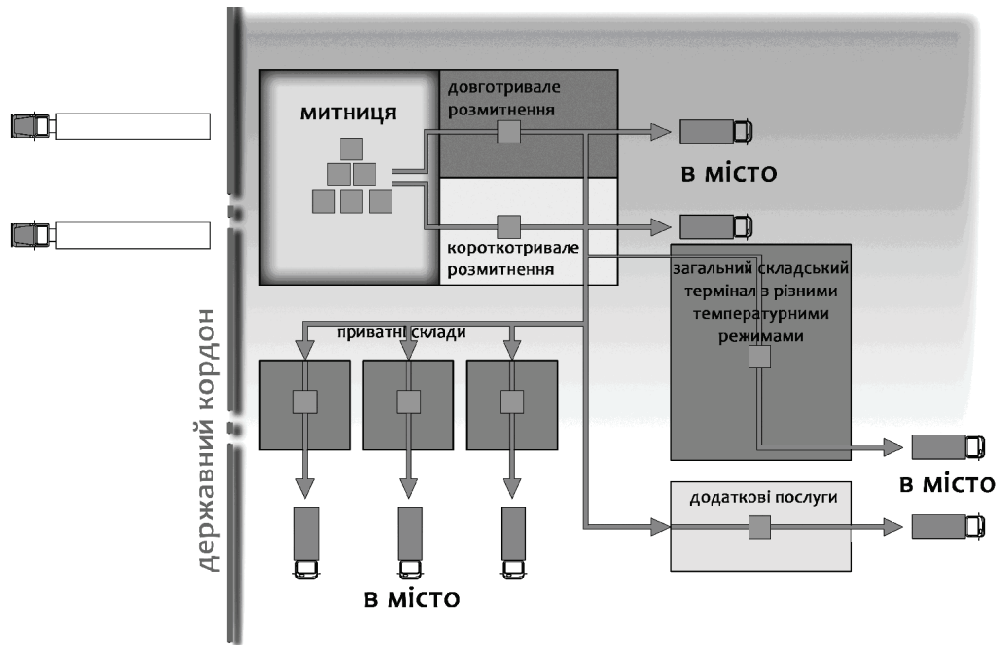 довготривале
розмитнення
митниця
в місто
короткотривале
розмитнення
загальний складський
термінал з різними
температурними
режимами
приватні склади
державний кордон
в місто
додаткові послуги
в місто